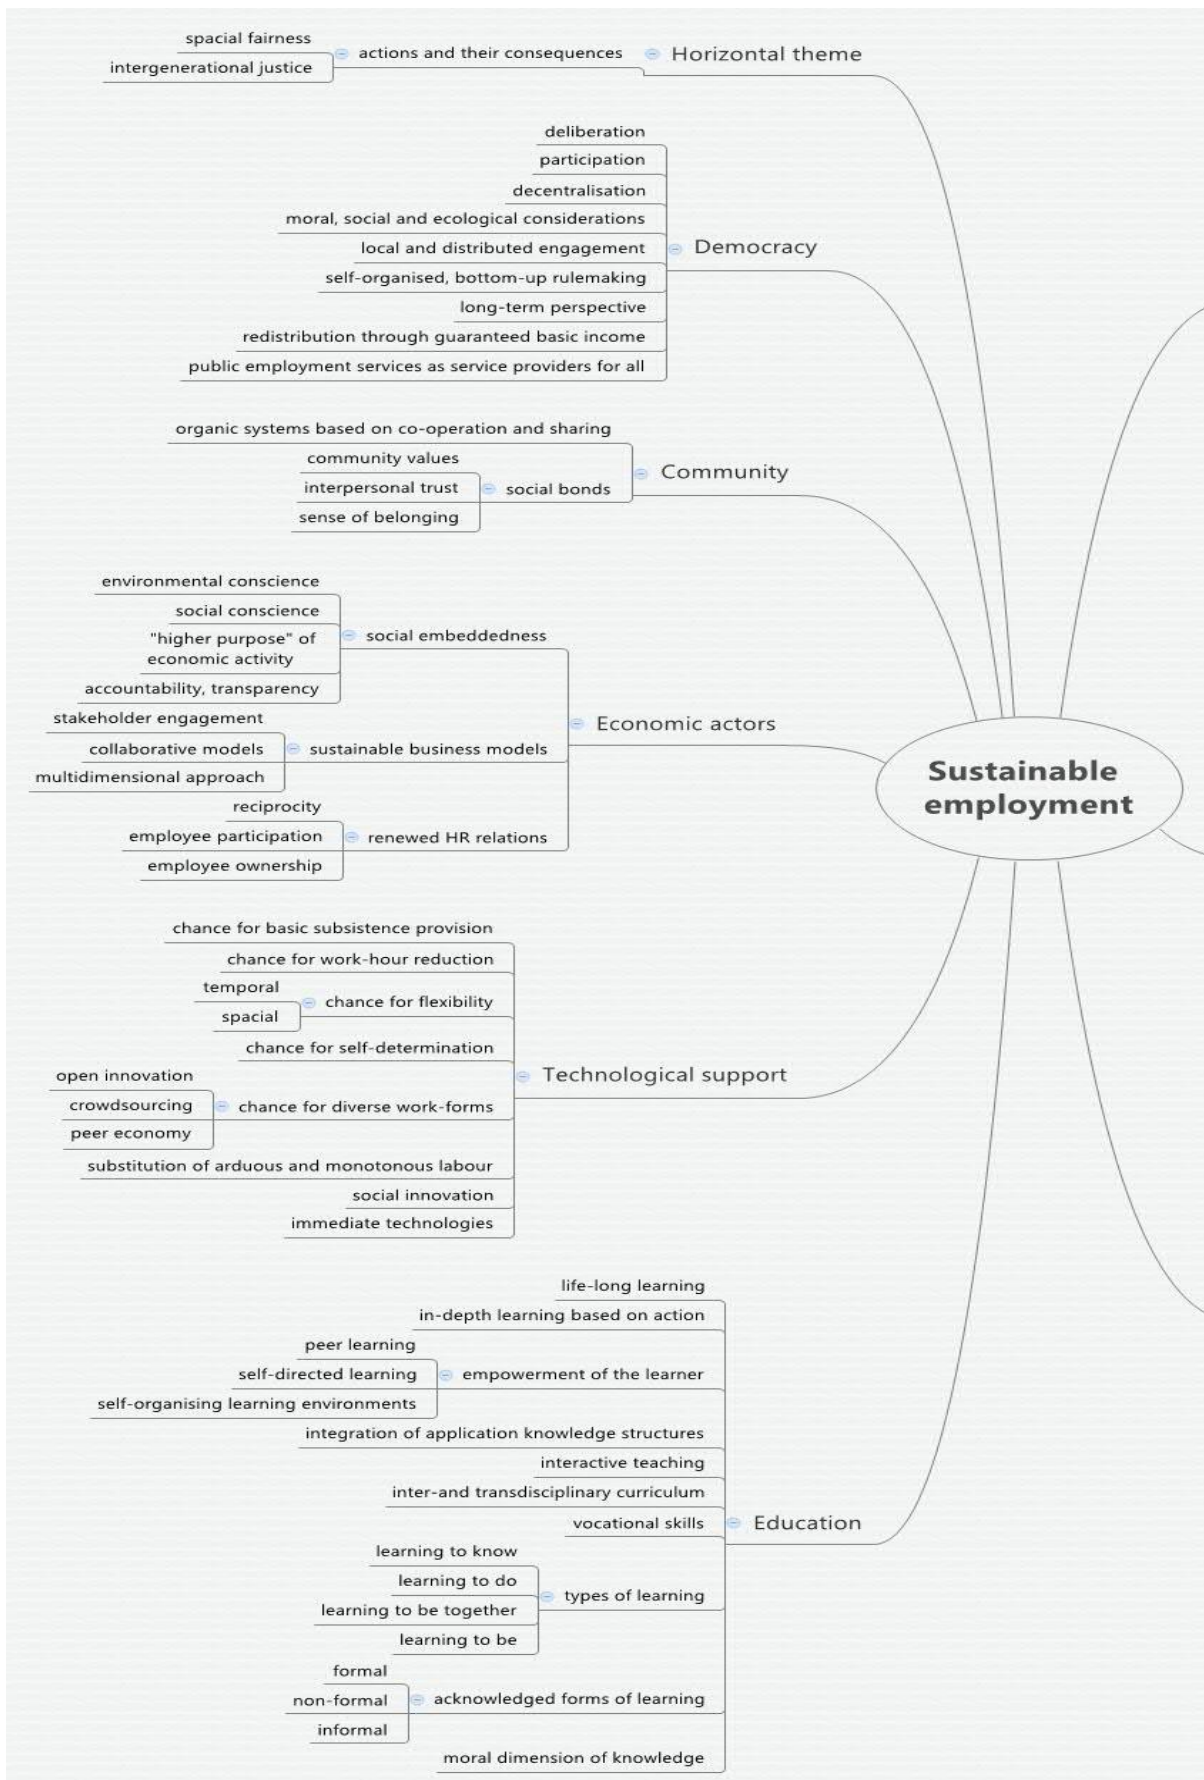 spacial fairness
intergenerational justice
actions and their consequences
Horizontal theme
deliberation
participation
decentralisation
moral, social and ecological considerations
local and distributed engagement
self-organised, bottom-up rulemaking
long-term perspective
redistribution through guaranteed basic income
public employment services as service providers for all
Democracy
organic systems based on co-operation and sharing
community values
interpersonal trust
sense of belonging
social bonds
Community
environmental conscience
social conscience
"higher purpose" of
economic activity
accountability, transparency
social embeddedness
stakeholder engagement
collaborative models
multidimensional approach
sustainable business models
reciprocity
employee participation
employee ownership
renewed HR relations
Economic actors
Sustainable
employment
chance for basic subsistence provision
chance for work-hour reduction
temporal
spacial
chance for flexibility
chance for self-determination
open innovation
crowdsourcing
peer economy
chance for diverse work-forms
substitution of arduous and monotonous labour
social innovation
immediate technologies
Technological support
life-long learning
in-depth learning based on action
peer learning
self-directed learning
self-organising learning environments
empowerment of the learner
integration of application knowledge structures
interactive teaching
inter-and transdisciplinary curriculum
vocational skills
learning to know
learning to do
learning to be together
learning to be
types of learning
formal
non-formal
informal
acknowledged forms of learning
moral dimension of knowledge
Education